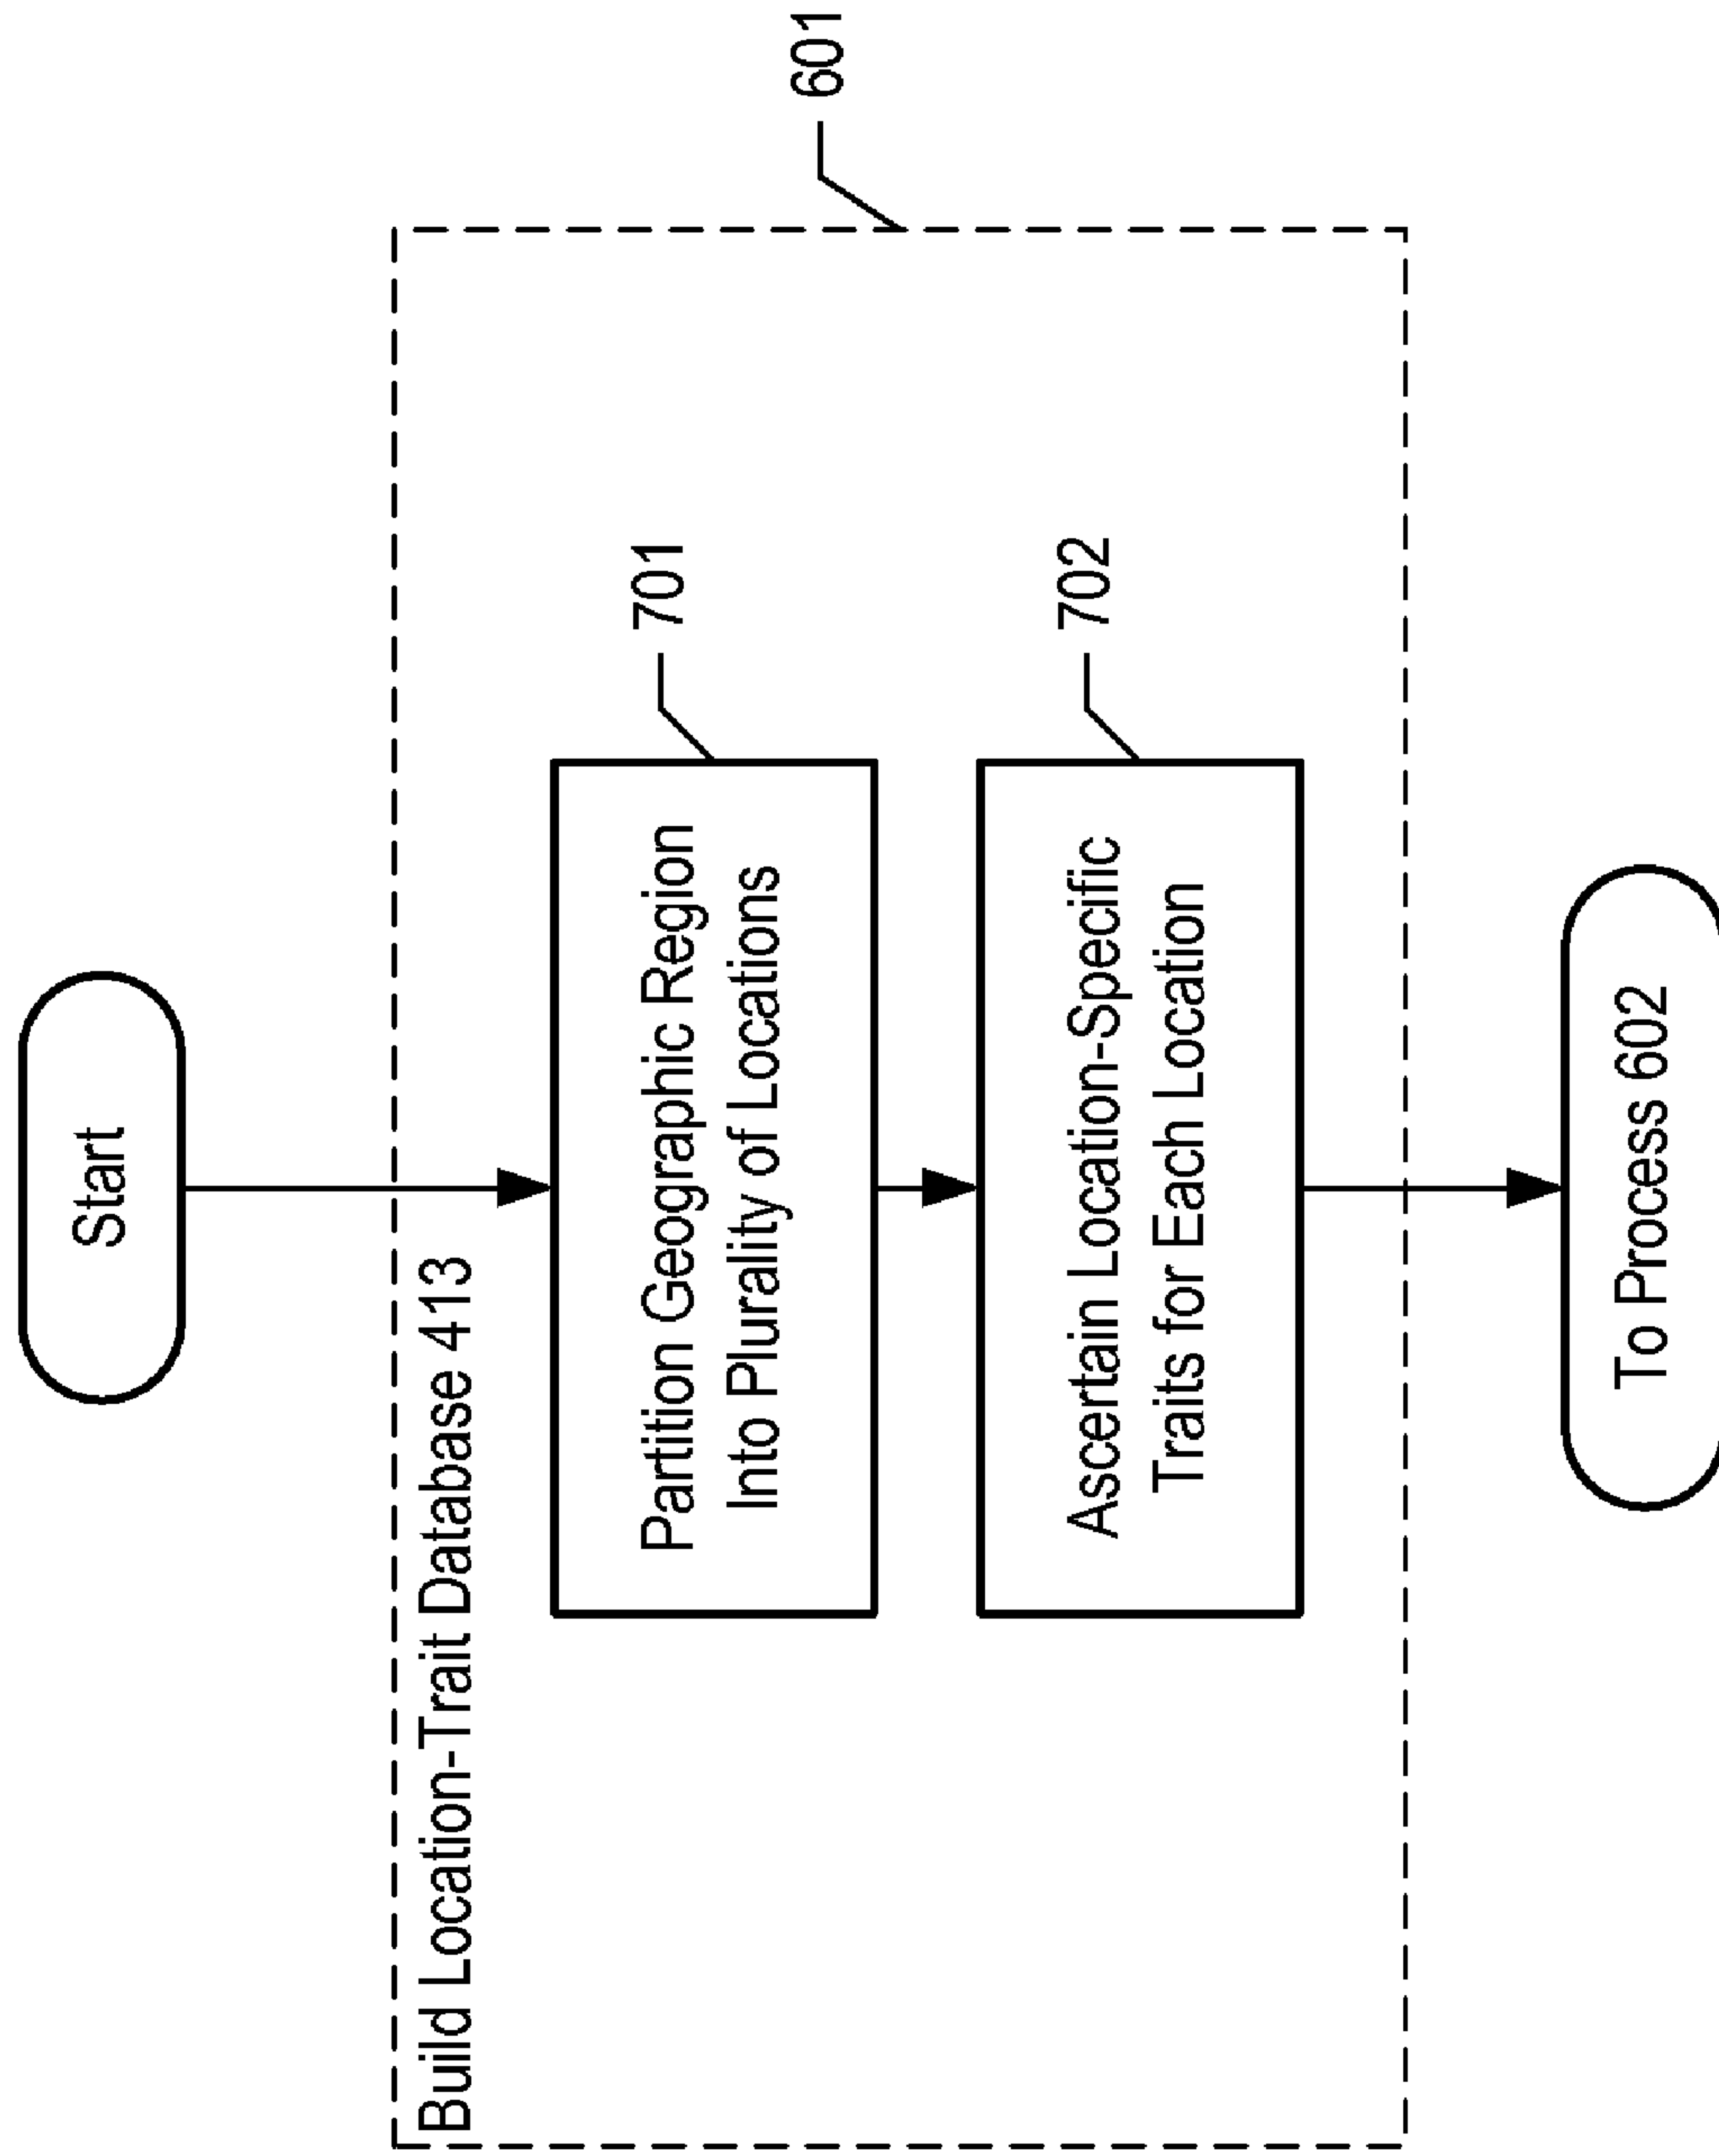 Start
601
Build Location-Trait Database 413
701
Partition Geographic Region
Into Plurality of Locations
702
Ascertain Location-Specific
Traits for Each Location
To Process 602